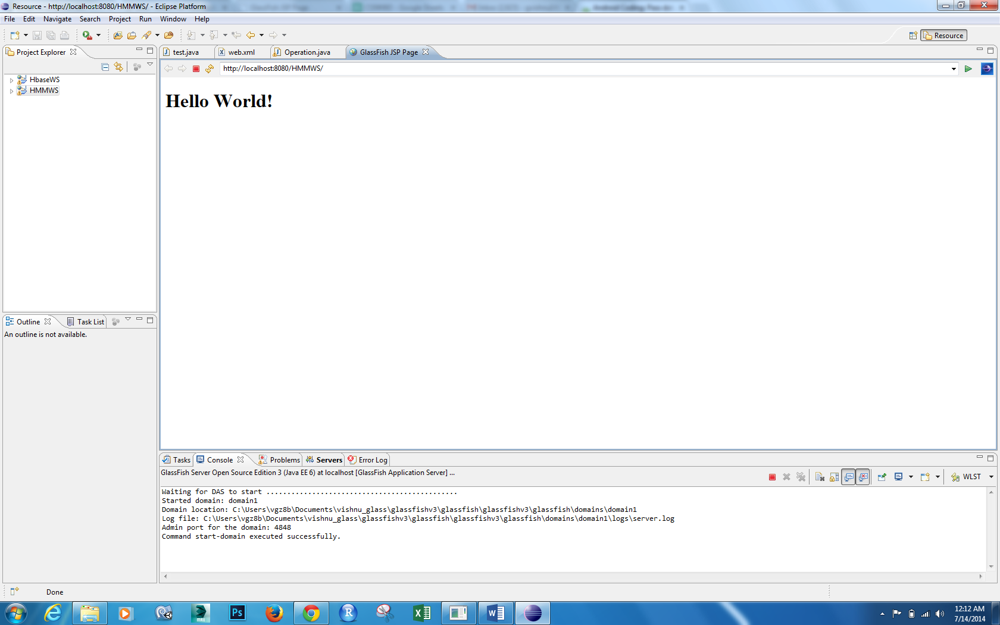 Resource - http://localhost:8080/HMMWS/ - Eclipse Platform
File Edit Navigate Search Project Run Window Help
Resource
Project Explorer
test.java web.xml Operation.java GlassFish JSP Page
http://localhost:8080/HMMWS/
HbaseWS
HMMWS
Hello World!
Outline Task List
An outline is not available.
Tasks Console Problems Servers Error Log
GlassFish Server Open Source Edition 3 (Java EE 6) at localhost [GlassFish Application Server] ...
WLST
Waiting for DAS to start ..............................................
Started domain: domain1
Domain location: C:\Users\vgz8b\Documents\vishnu_glass\glassfishv3\glassfish\glassfishv3\glassfish\domains\domain1
Log file: C:\Users\vgz8b\Documents\vishnu_glass\glassfishv3\glassfish\glassfishv3\glassfish\domains\domain1\logs\server.log
Admin port for the domain: 4848
Command start-domain executed successfully.
Done
MAX
Ps
R
X
W
12:12 AM
7/14/2014